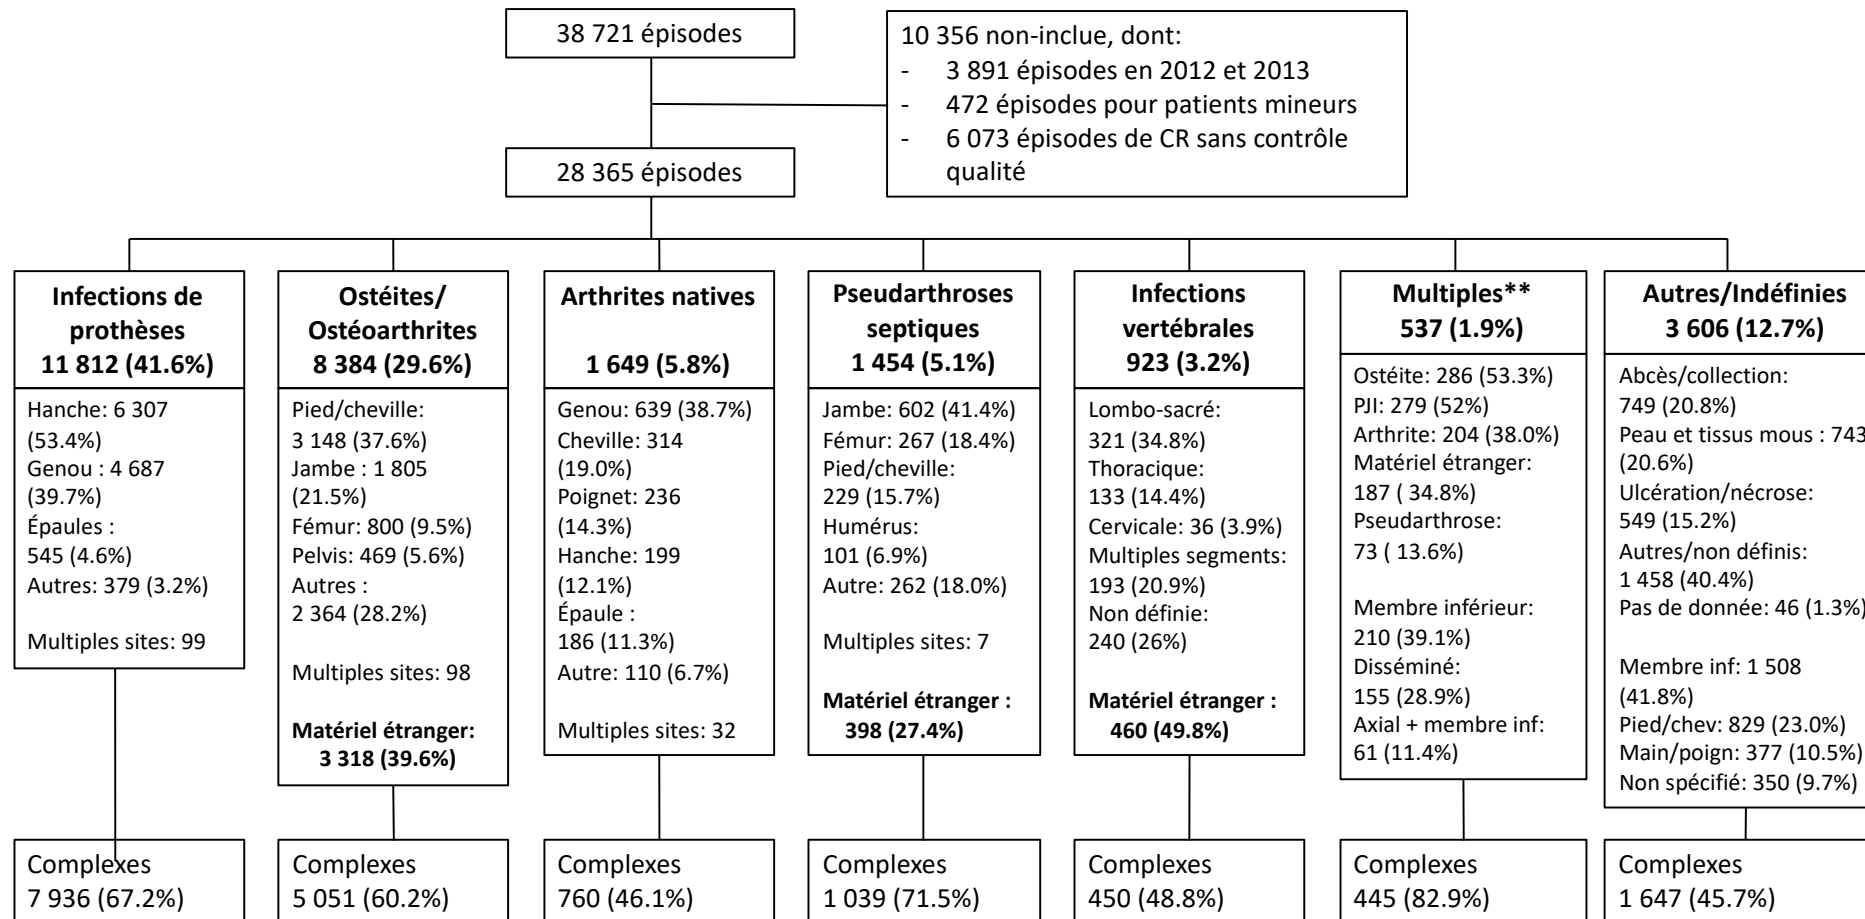 38 721 épisodes
10 356 non-inclue, dont:
- 3 891 épisodes en 2012 et 2013
- 472 épisodes pour patients mineurs
- 6 073 épisodes de CR sans contrôle
qualité
28 365 épisodes
Infections de
prothèses
11 812 (41.6%)
Hanche: 6 307
(53.4%)
Genou : 4 687
(39.7%)
Épaules :
545 (4.6%)
Autres: 379 (3.2%)
Multiples sites: 99
Complexes
7 936 (67.2%)
Ostéites/
Ostéoarthrites
8 384 (29.6%)
Pied/cheville:
3 148 (37.6%)
Jambe : 1 805
(21.5%)
Fémur: 800 (9.5%)
Pelvis: 469 (5.6%)
Autres :
2 364 (28.2%)
Multiples sites: 98
Matériel étranger:
3 318 (39.6%)
Complexes
5 051 (60.2%)
Arthrites natives
1 649 (5.8%)
Genou: 639 (38.7%)
Cheville: 314
(19.0%)
Poignet: 236
(14.3%)
Hanche: 199
(12.1%)
Épaule :
186 (11.3%)
Autre: 110 (6.7%)
Multiples sites: 32
Complexes
760 (46.1%)
Pseudarthroses
septiques
1 454 (5.1%)
Jambe: 602 (41.4%)
Fémur: 267 (18.4%)
Pied/cheville:
229 (15.7%)
Humérus:
101 (6.9%)
Autre: 262 (18.0%)
Multiples sites: 7
Matériel étranger :
398 (27.4%)
Complexes
1 039 (71.5%)
Infections
vertébrales
923 (3.2%)
Lombo-sacré:
321 (34.8%)
Thoracique:
133 (14.4%)
Cervicale: 36 (3.9%)
Multiples segments:
193 (20.9%)
Non définie:
240 (26%)
Matériel étranger :
460 (49.8%)
Complexes
450 (48.8%)
Multiples**
537 (1.9%)
Ostéite: 286 (53.3%)
PJI: 279 (52%)
Arthrite: 204 (38.0%)
Matériel étranger:
187 ( 34.8%)
Pseudarthrose:
73 ( 13.6%)
Membre inférieur:
210 (39.1%)
Disséminé:
155 (28.9%)
Axial + membre inf:
61 (11.4%)
Complexes
445 (82.9%)
Autres/Indéfinies
3 606 (12.7%)
Abcès/collection:
749 (20.8%)
Peau et tissus mous : 743
(20.6%)
Ulcération/nécrose:
549 (15.2%)
Autres/non définis:
1 458 (40.4%)
Pas de donnée: 46 (1.3%)
Membre inf: 1 508
(41.8%)
Pied/chev: 829 (23.0%)
Main/poign: 377 (10.5%)
Non spécifié: 350 (9.7%)
Complexes
1 647 (45.7%)